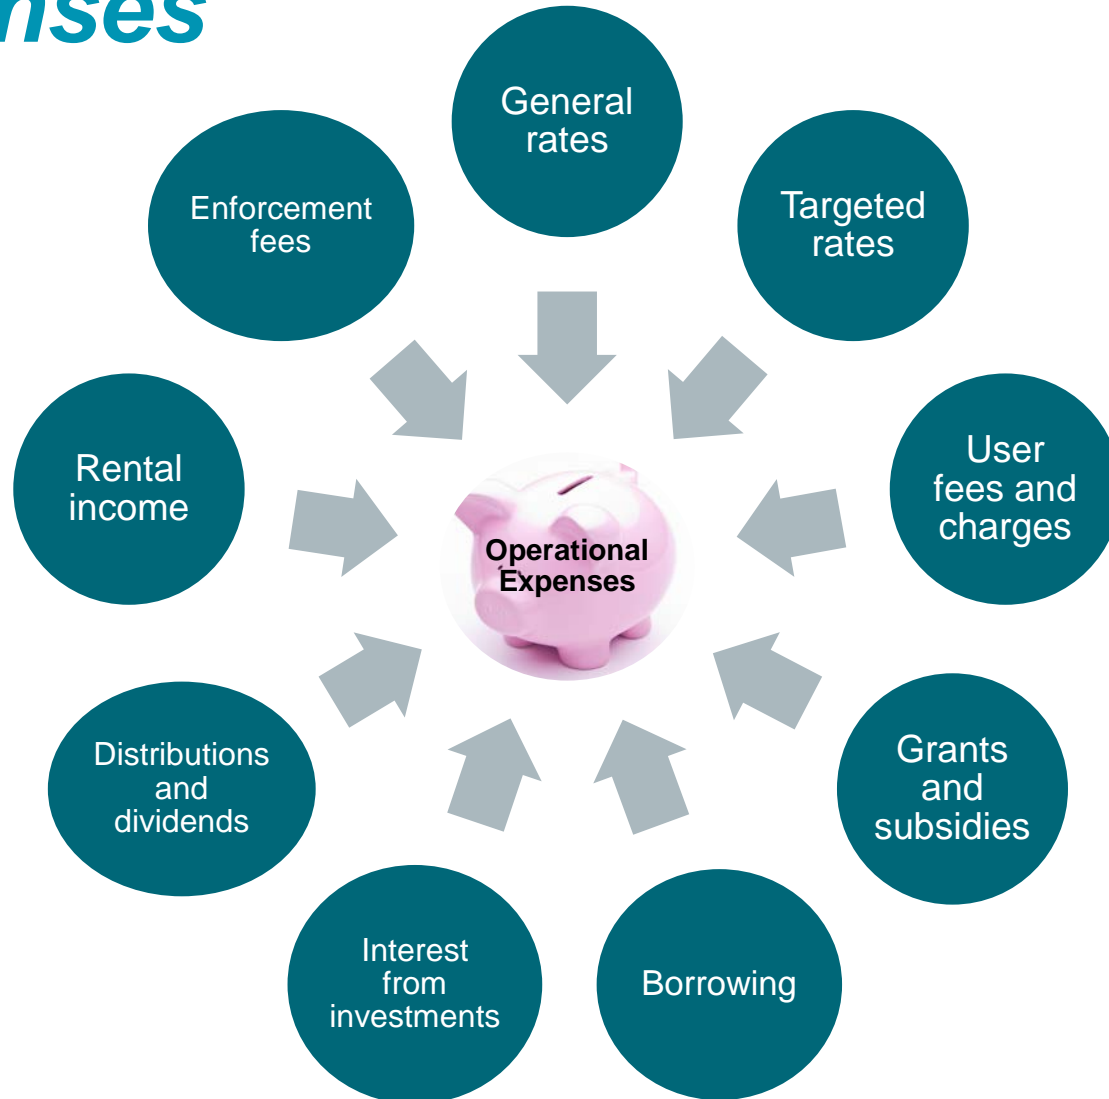 General
rates
Targeted
rates
User
fees and
charges
Grants
and
subsidies
Borrowing
Interest
from
investments
Distributions
and
dividends
Rental
income
Enforcement
fees
Operational
Expenses